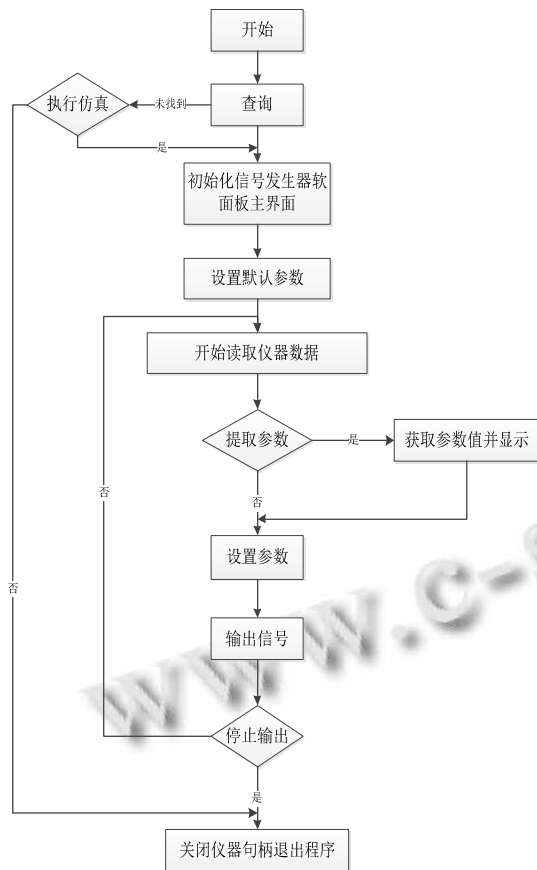 开始
查询
未找到
执行仿真
是
初始化信号发生器软
面板主界面
设置默认参数
开始读取仪器数据
提取参数
是
获取参数值并显示
否
否
设置参数
否
输出信号
停止输出
是
关闭仪器句柄退出程序
www.c-s